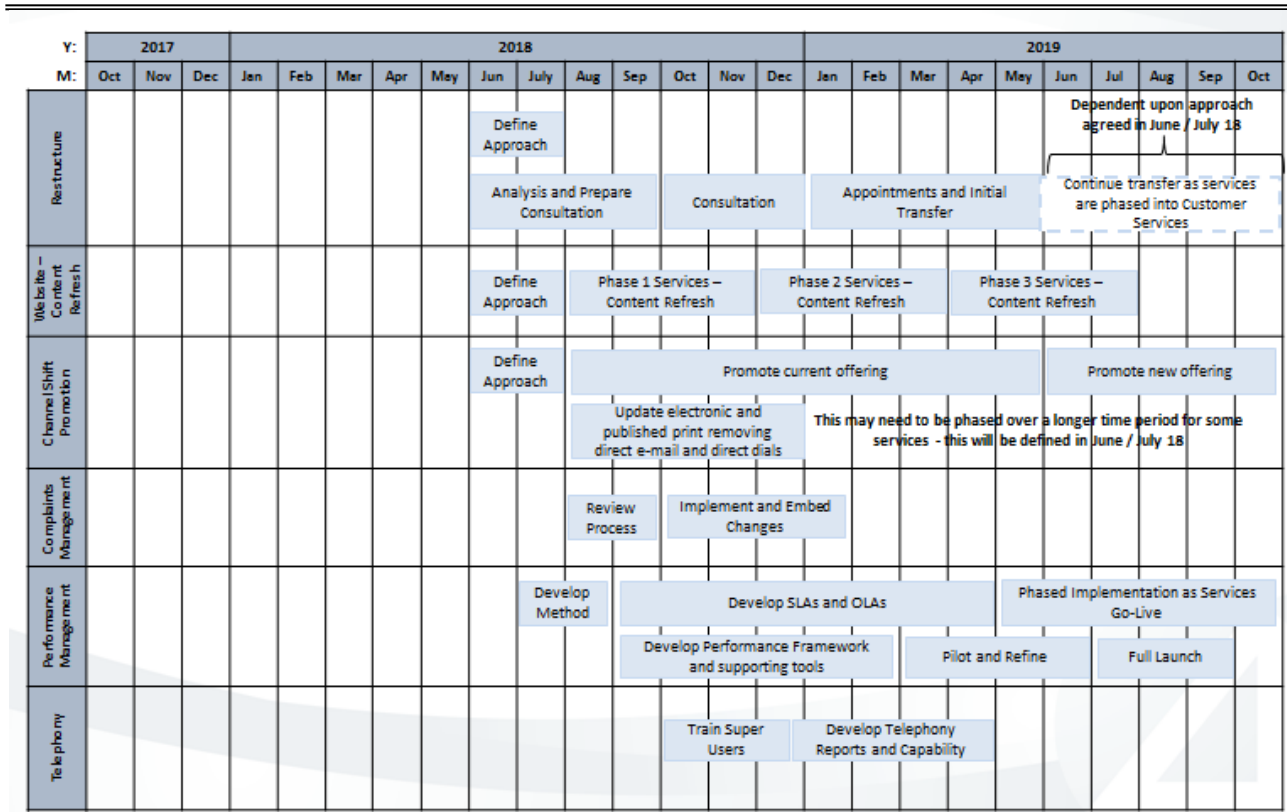 Y: 2017 2018 2019
M: Oct Nov Dec Jan Feb Mar Apr May Jun July Aug Sep Oct Nov Dec Jan Feb Mar Apr May Jun Jul Aug Sep Oct
Restructure
Define
Approach
Dependent upon approach
agreed in June / July 18
Analysis and Prepare
Consultation
Consultation
Appointments and Initial
Transfer
Continue transfer as services
are phased into Customer
Services
Website –
Content
Refresh
Define
Approach
Phase 1 Services –
Content Refresh
Phase 2 Services –
Content Refresh
Phase 3 Services –
Content Refresh
Channel Shift
Promotion
Define
Approach
Promote current offering
Promote new offering
Update electronic and
published print removing
direct e-mail and direct dials
This may need to be phased over a longer time period for some
services - this will be defined in June / July 18
Complaints
Management
Review
Process
Implement and Embed
Changes
Performance
Management
Develop
Method
Develop SLAs and OLAs
Phased Implementation as Services
Go-Live
Develop Performance Framework
and supporting tools
Pilot and Refine
Full Launch
Telephony
Train Super
Users
Develop Telephony
Reports and Capability